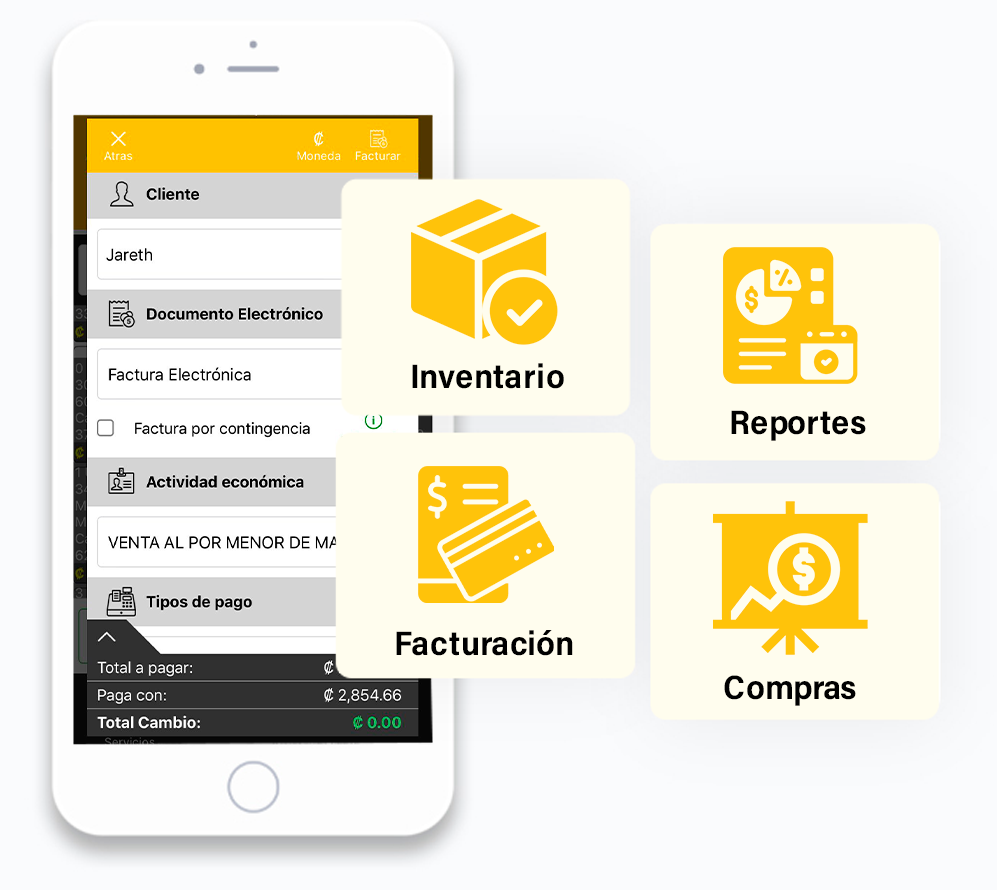 Atras
Moneda
Facturar
Cliente
Jareth
Documento Electrónico
Factura Electrónica
Factura por contingencia
Actividad económica
VENTA AL POR MENOR DE MA
Tipos de pago
Total a pagar: ₡
Paga con: ₡ 2,854.66
Total Cambio: ₡ 0.00
Servicios
Inventario
Reportes
Facturación
Compras